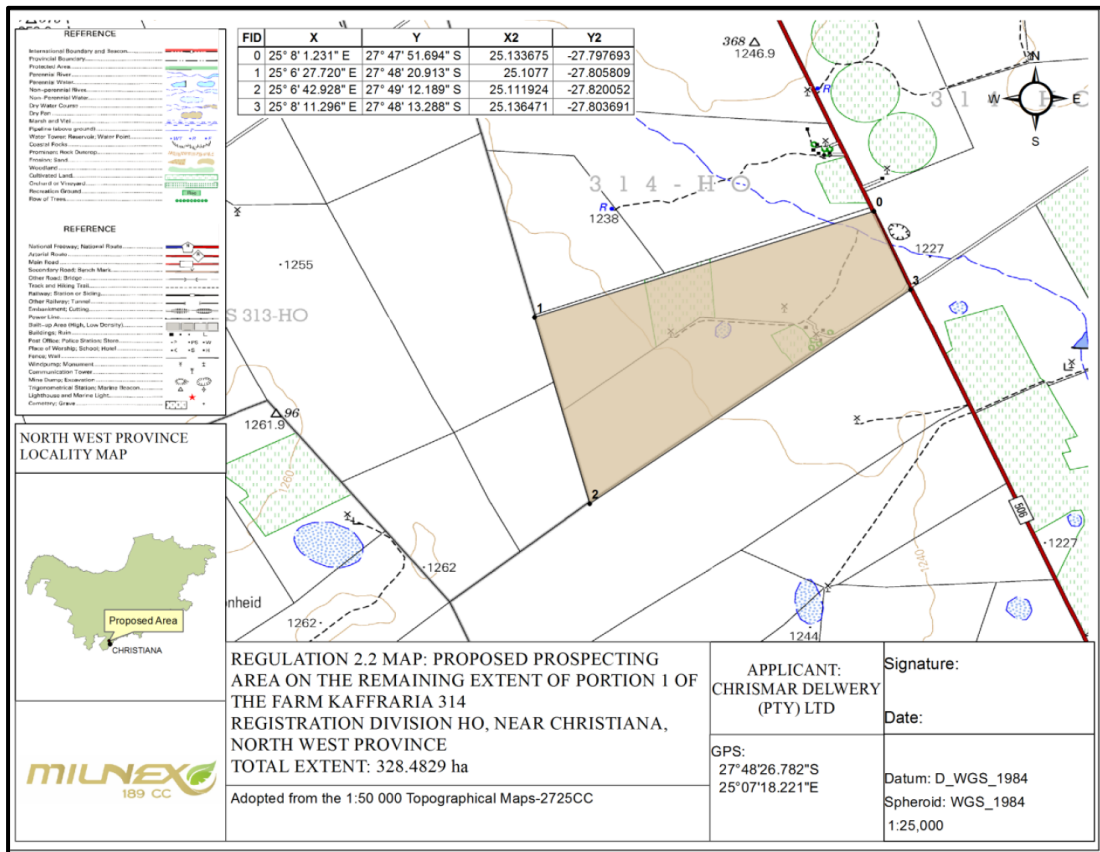 REFERENCE
International Boundary and Beacon
Provincial Boundary
Protected Area
Perennial River
Perennial Water
Non-perennial River
Non-Perennial Water
Dry Water Course
Dry Pan
Marsh and Vlei
Pipeline (above ground)
Water Tower; Reservoir; Water Point
Coastal Rocks
Prominent Rock Outcrop
Erosion; Sand
Woodland
Cultivated Land
Orchard or Vineyard
Recreation Ground
Row of Trees
REFERENCE
National Freeway; National Route
Arterial Route
Main Road
Secondary Road; Bench Mark
Other Road; Bridge
Track and Hiking Trail
Railway; Station or Siding
Other Railway; Tunnel
Embankment; Cutting
Power Line
Built-up Area (High, Low Density)
Buildings; Ruin
Post Office; Police Station; Store
Place of Worship; School; Hotel
Fence; Wall
Windpump; Monument
Communication Tower
Mine Dump; Excavation
Trigonometrical Station; Marine Beacon
Lighthouse and Marine Light
Cemetery; Grave
FID X Y X2 Y2
0 25° 8' 1.231" E 27° 47' 51.694" S 25.133675 -27.797693
1 25° 6' 27.720" E 27° 48' 20.913" S 25.1077 -27.805809
2 25° 6' 42.928" E 27° 49' 12.189" S 25.111924 -27.820052
3 25° 8' 11.296" E 27° 48' 13.288" S 25.136471 -27.803691
368
1246.9
N
W E
S
R
314-HO
R
1238
0
1227
1255
3
1
S 313-HO
96
1261.9
1260
2
506
1227
1240
1262
nheid
1262
1244
NORTH WEST PROVINCE
LOCALITY MAP
Proposed Area
CHRISTIANA
MILNEX
189 CC
REGULATION 2.2 MAP: PROPOSED PROSPECTING
AREA ON THE REMAINING EXTENT OF PORTION 1 OF
THE FARM KAFFRARIA 314
REGISTRATION DIVISION HO, NEAR CHRISTIANA,
NORTH WEST PROVINCE
TOTAL EXTENT: 328.4829 ha
Adopted from the 1:50 000 Topographical Maps-2725CC
APPLICANT:
CHRISMAR DELWERY
(PTY) LTD
GPS:
27°48'26.782"S
25°07'18.221"E
Signature:
Date:
Datum: D_WGS_1984
Spheroid: WGS_1984
1:25,000